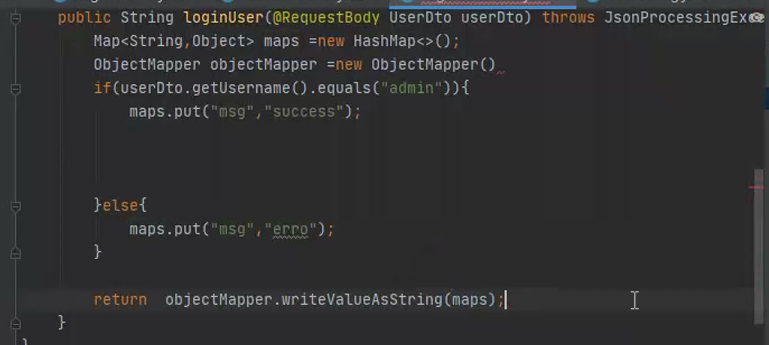 public String loginUser(@RequestBody UserDto userDto) throws JsonProcessingExce
Map<String,Object> maps =new HashMap<>();
ObjectMapper objectMapper =new ObjectMapper()
if(userDto.getUsername().equals("admin")){
maps.put("msg","success");
}else{
maps.put("msg","erro");
}
return  objectMapper.writeValueAsString(maps);
}
}